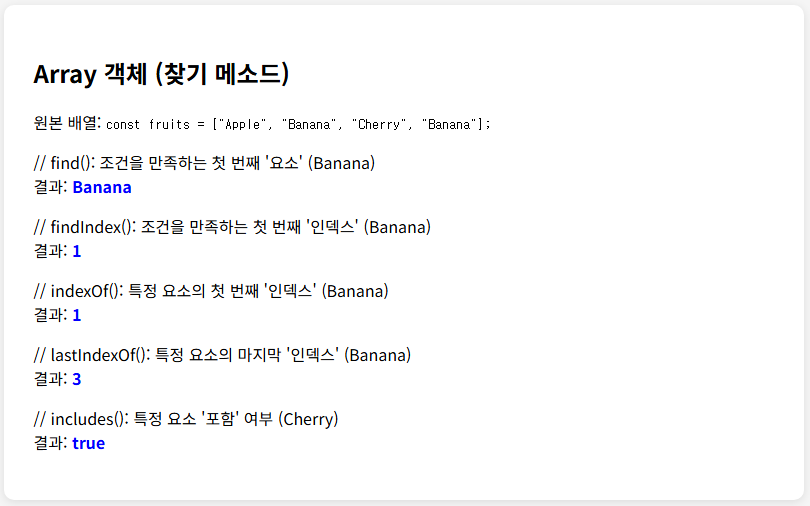 Array 객체 (찾기 메소드)
원본 배열: const fruits = ["Apple", "Banana", "Cherry", "Banana"];
// find(): 조건을 만족하는 첫 번째 '요소' (Banana)
결과: Banana
// findIndex(): 조건을 만족하는 첫 번째 '인덱스' (Banana)
결과: 1
// indexOf(): 특정 요소의 첫 번째 '인덱스' (Banana)
결과: 1
// lastIndexOf(): 특정 요소의 마지막 '인덱스' (Banana)
결과: 3
// includes(): 특정 요소 '포함' 여부 (Cherry)
결과: true